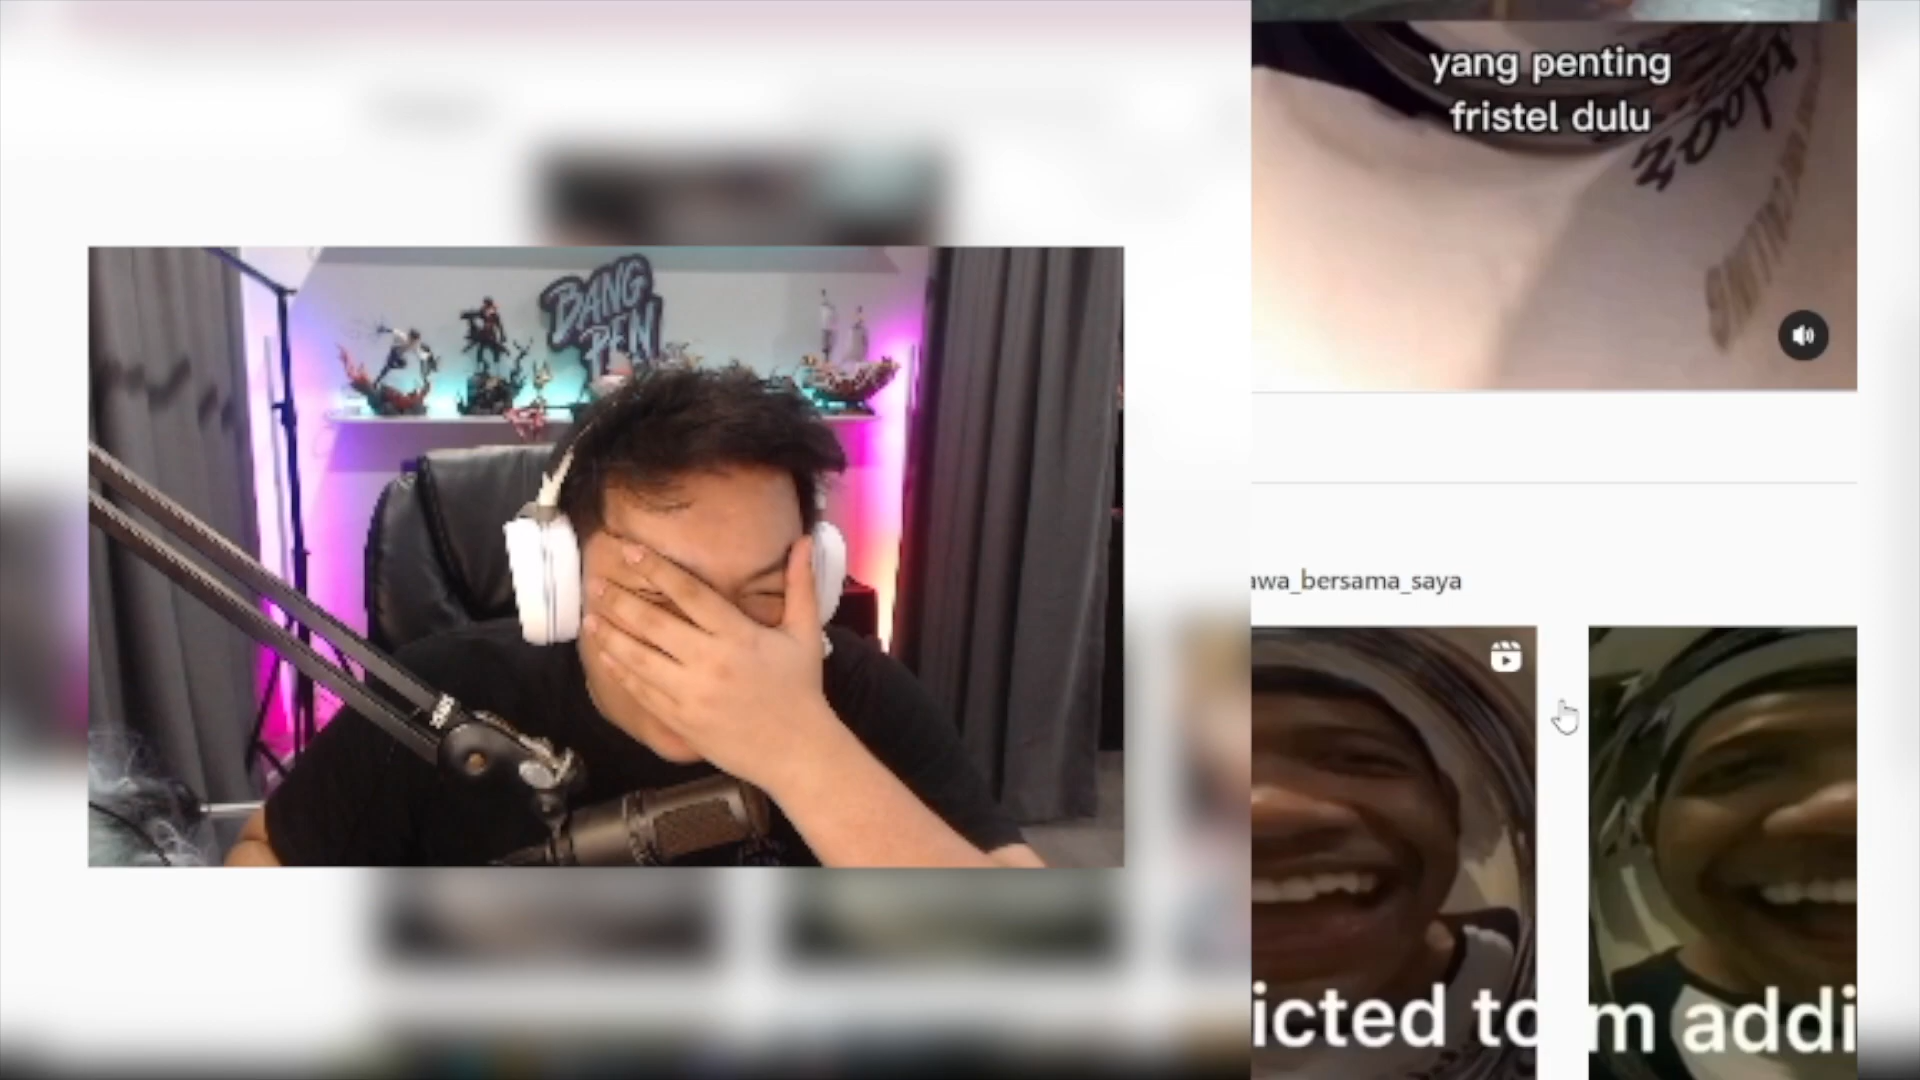 BANG
PEN
yang penting
fristel dulu
awa_bersama_saya
icted to
m addi